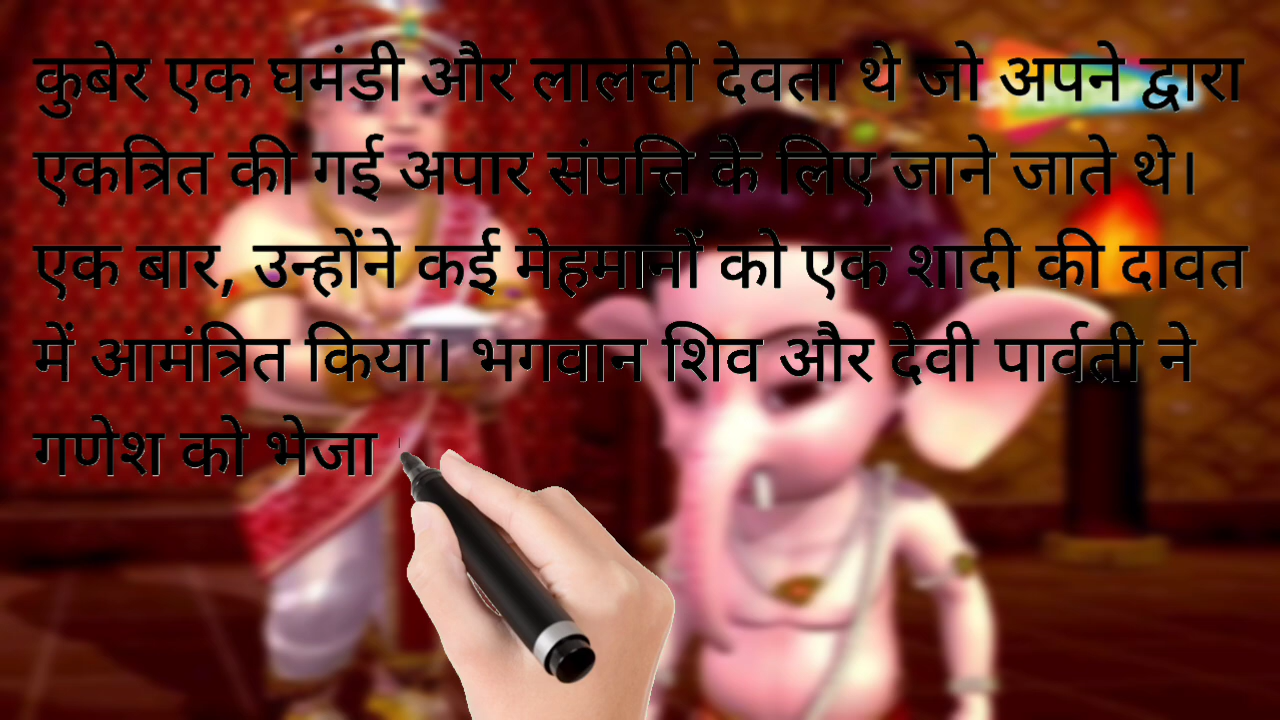 कुबेर एक घमंडी और लालची देवता थे जो अपने द्वारा
एकत्रित की गई अपार संपत्ति के लिए जाने जाते थे।
एक बार, उन्होंने कई मेहमानों को एक शादी की दावत
में आमंत्रित किया। भगवान शिव और देवी पार्वती ने
गणेश को भेजा